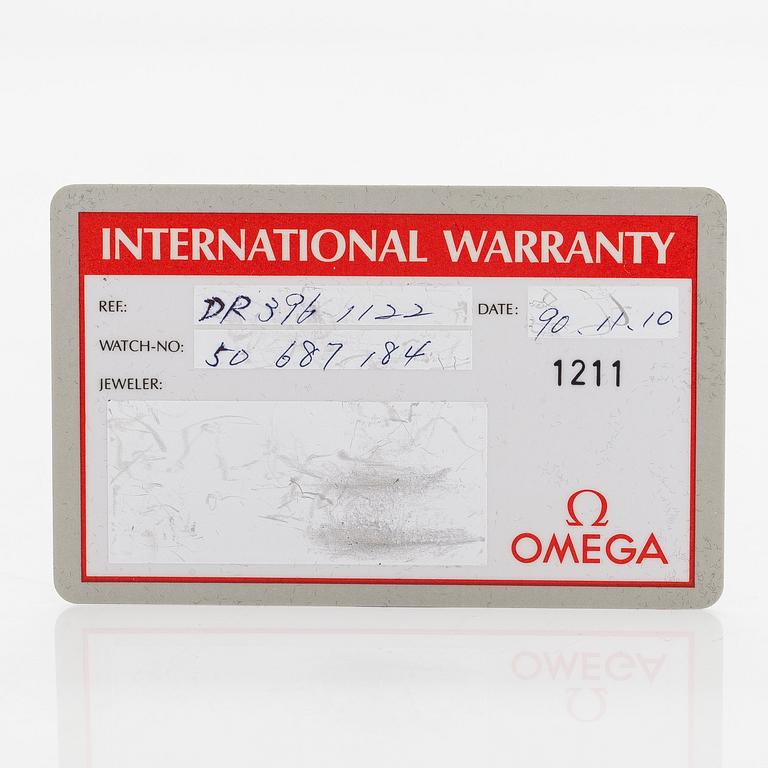 INTERNATIONAL WARRANTY
REF.: DR 396 1122 DATE: 90.11.10
WATCH-NO: 50 687 184
1211
JEWELER:
Ω
OMEGA